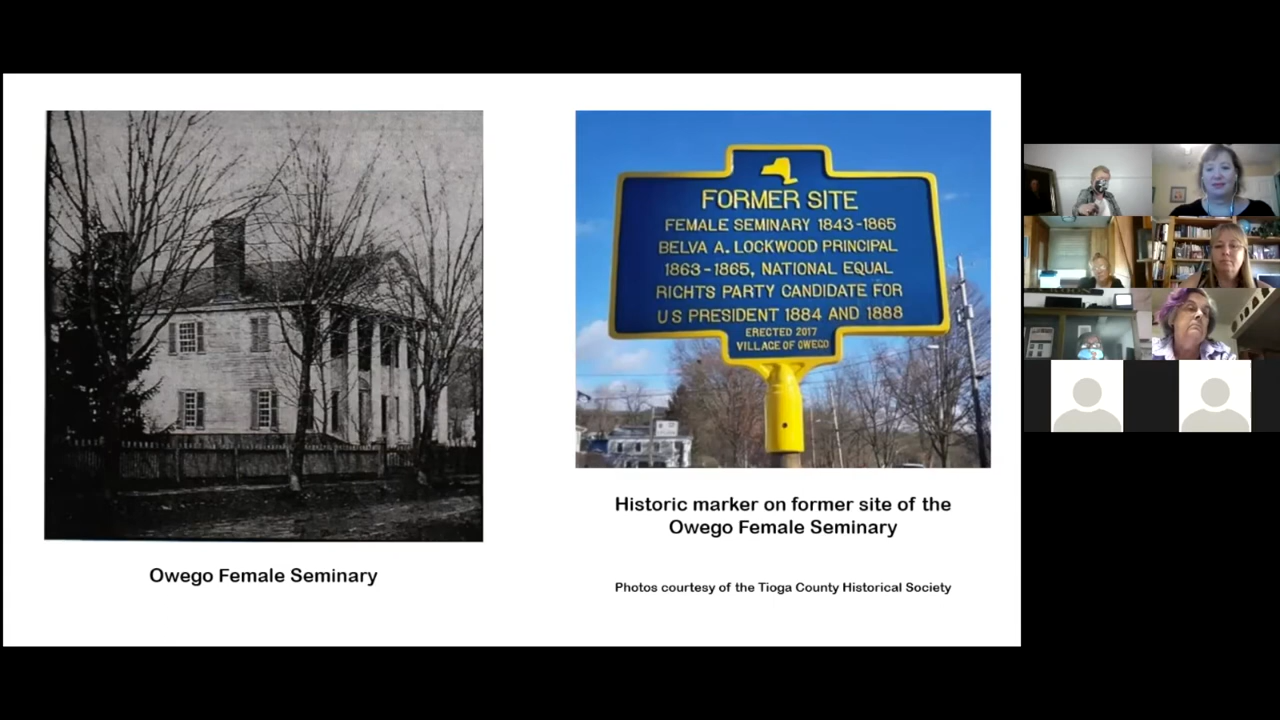 Owego Female Seminary
FORMER SITE
FEMALE SEMINARY 1843-1865
BELVA A. LOCKWOOD PRINCIPAL
1863-1865, NATIONAL EQUAL
RIGHTS PARTY CANDIDATE FOR
U S PRESIDENT 1884 AND 1888
ERECTED 2017
VILLAGE OF OWEGO
Historic marker on former site of the
Owego Female Seminary
Photos courtesy of the Tioga County Historical Society